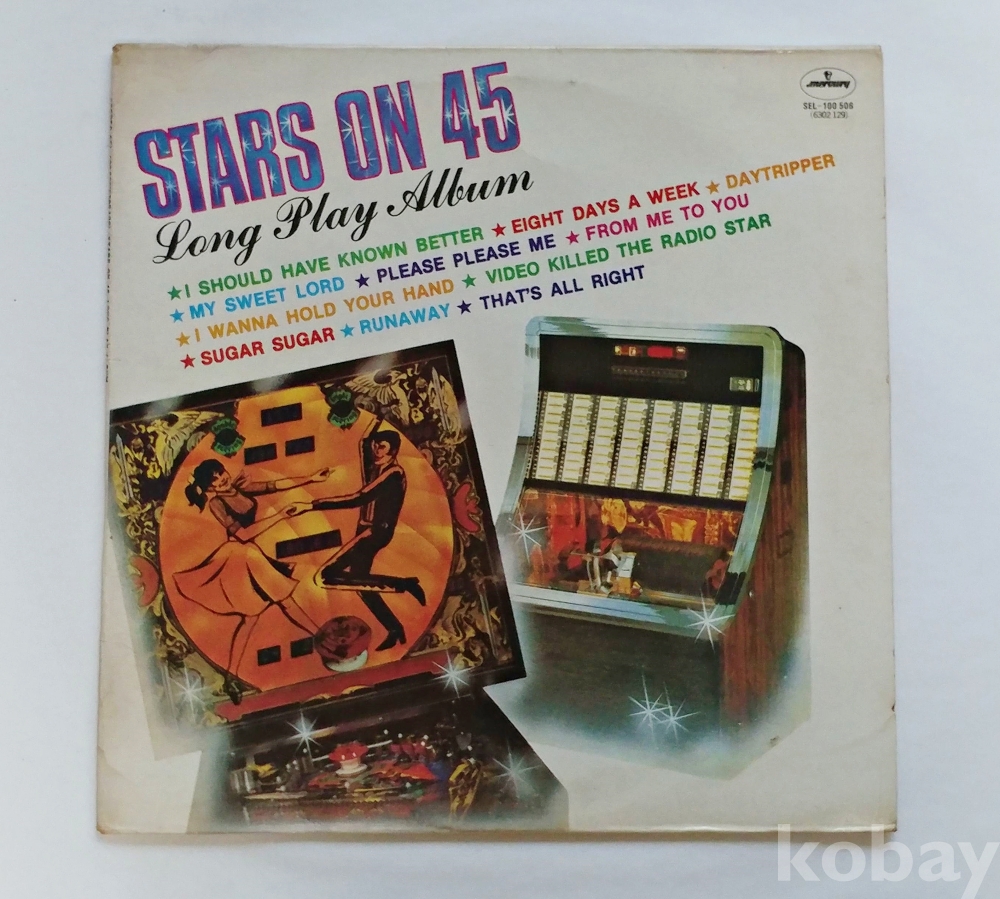 STARS ON 45
Long Play Album
mercury
SEL-100 506
(6302 129)
★I SHOULD HAVE KNOWN BETTER ★EIGHT DAYS A WEEK ★DAYTRIPPER
★MY SWEET LORD ★PLEASE PLEASE ME ★FROM ME TO YOU
★I WANNA HOLD YOUR HAND ★VIDEO KILLED THE RADIO STAR
★SUGAR SUGAR ★RUNAWAY ★THAT'S ALL RIGHT
kobay